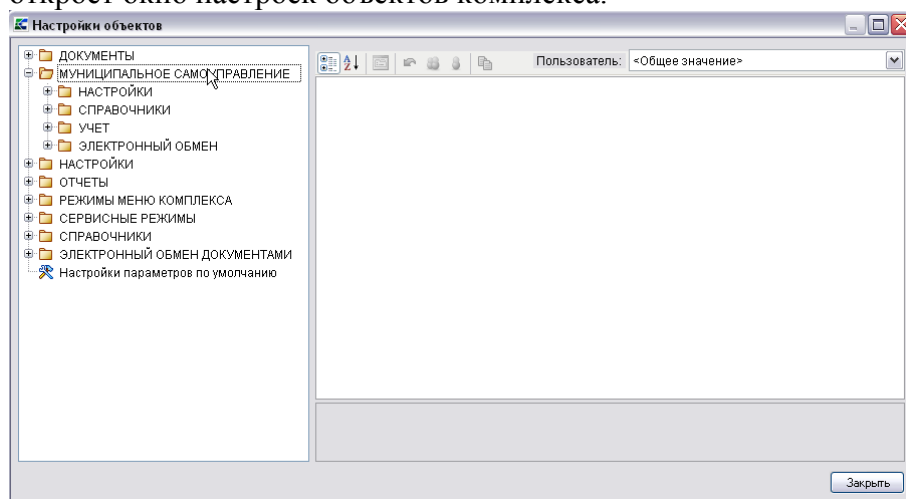 откроет окно настроек объектов комплекса.
Настройки объектов
ДОКУМЕНТЫ
МУНИЦИПАЛЬНОЕ САМОУПРАВЛЕНИЕ
НАСТРОЙКИ
СПРАВОЧНИКИ
УЧЕТ
ЭЛЕКТРОННЫЙ ОБМЕН
НАСТРОЙКИ
ОТЧЕТЫ
РЕЖИМЫ МЕНЮ КОМПЛЕКСА
СЕРВИСНЫЕ РЕЖИМЫ
СПРАВОЧНИКИ
ЭЛЕКТРОННЫЙ ОБМЕН ДОКУМЕНТАМИ
Настройки параметров по умолчанию
Пользователь: <Общее значение>
Закрыть